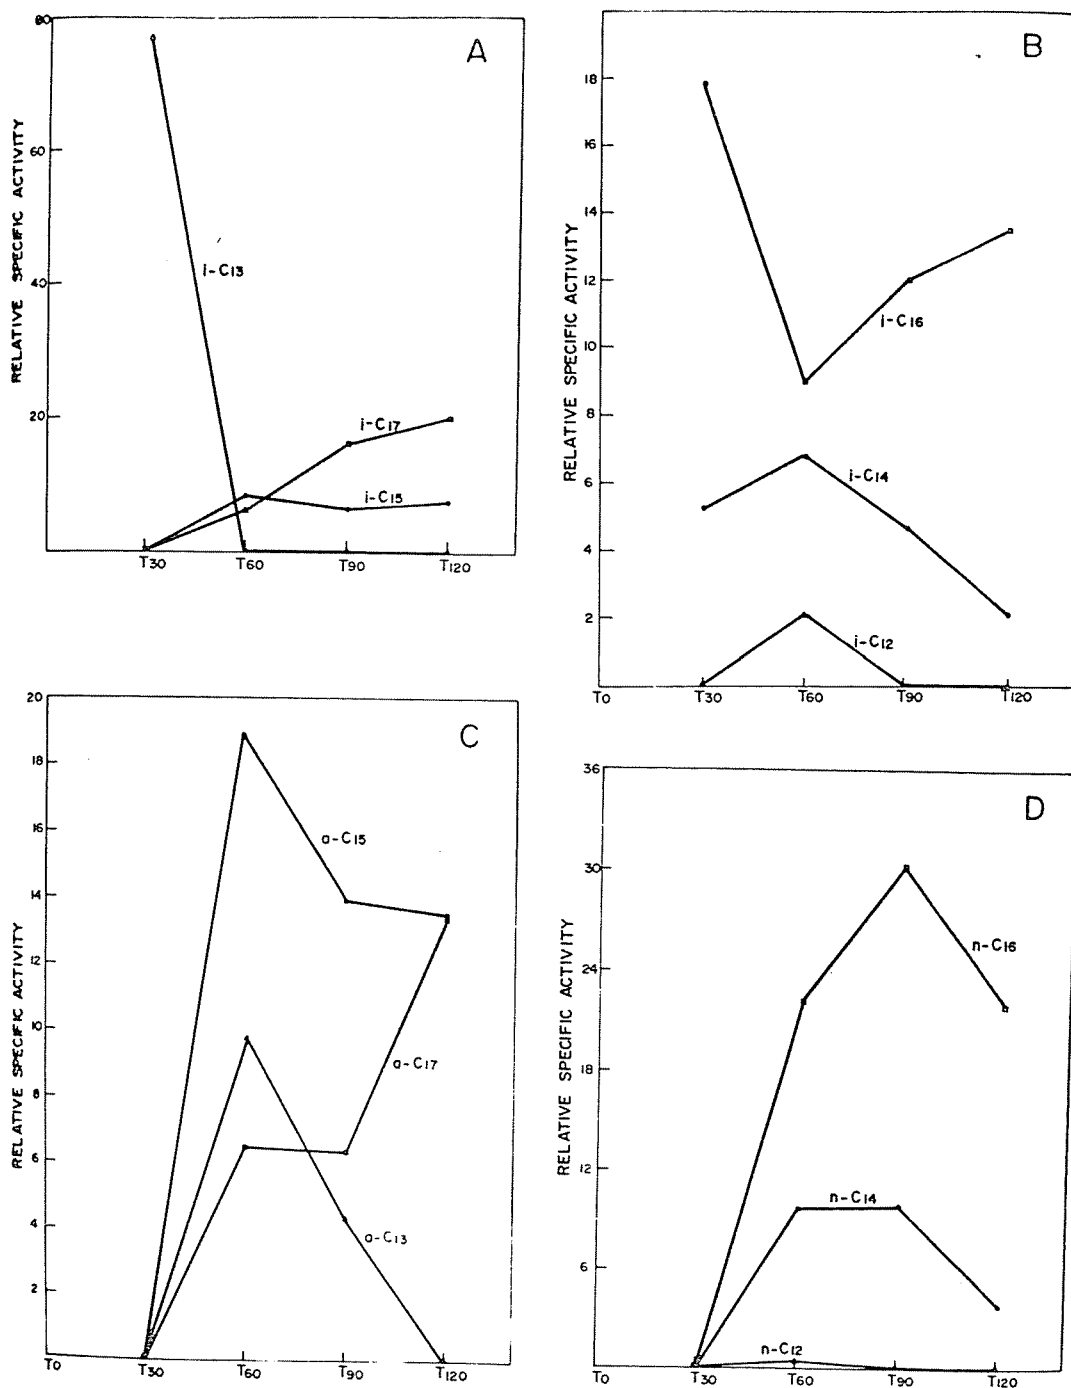 A
80
60
40
20
RELATIVE SPECIFIC ACTIVITY
i-C13
i-C17
i-C15
T30 T60 T90 T120
B
18
16
14
12
10
8
6
4
2
RELATIVE SPECIFIC ACTIVITY
i-C16
i-C14
i-C12
T0 T30 T60 T90 T120
C
20
18
16
14
12
10
8
6
4
2
RELATIVE SPECIFIC ACTIVITY
a-C15
a-C17
a-C13
T0 T30 T60 T90 T120
D
36
30
24
18
12
6
RELATIVE SPECIFIC ACTIVITY
n-C16
n-C14
n-C12
T0 T30 T60 T90 T120